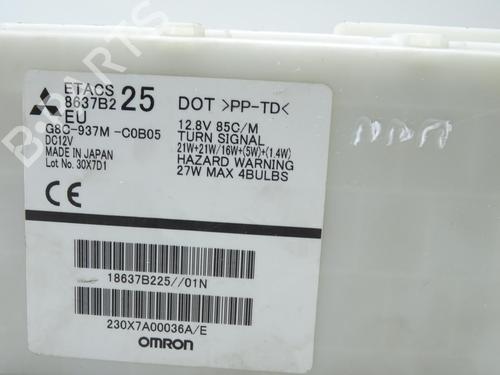 ETACS
8637B2 25
EU
G8C-937M -C0B05
DC12V
MADE IN JAPAN
Lot No. 30X7D1
DOT >PP-TD<
12.8V 85C/M
TURN SIGNAL
21W+21W/16W+(5W)+(1.4W)
HAZARD WARNING
27W MAX 4BULBS
CE
18637B225//01N
230X7A00036A/E
OMRON
B-PARTS